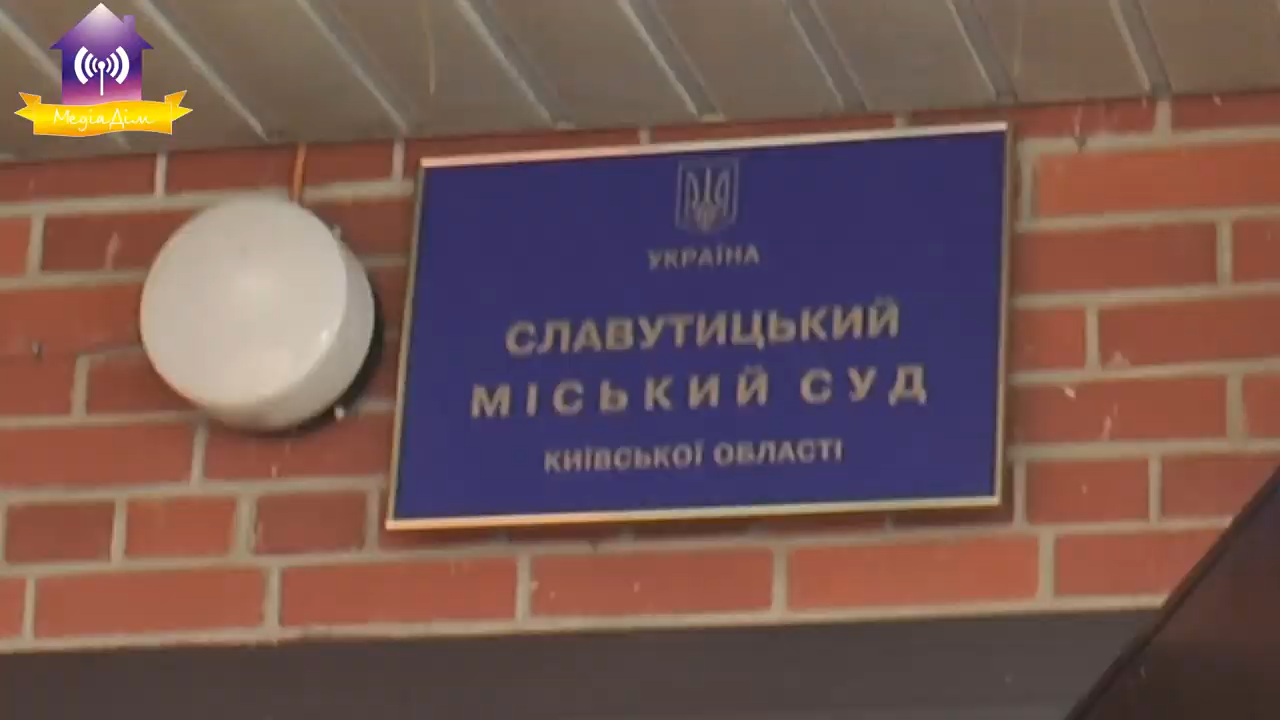 МедіаДім
УКРАЇНА
СЛАВУТИЦЬКИЙ
МІСЬКИЙ СУД
КИЇВСЬКОЇ ОБЛАСТІ